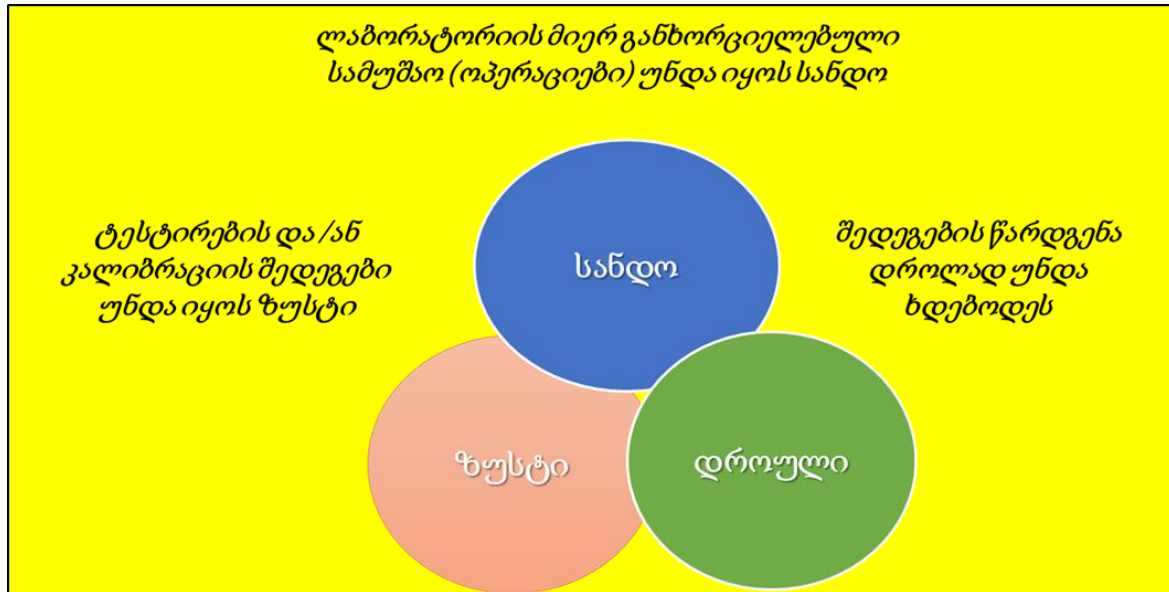 ლაბორატორიის მიერ განხორციელებული
სამუშაო (ოპერაციები) უნდა იყოს სანდო
ტესტირების და /ან
კალიბრაციის შედეგები
უნდა იყოს ზუსტი
შედეგების წარდგენა
დროლად უნდა
ხდებოდეს
სანდო
ზუსტი
დროული